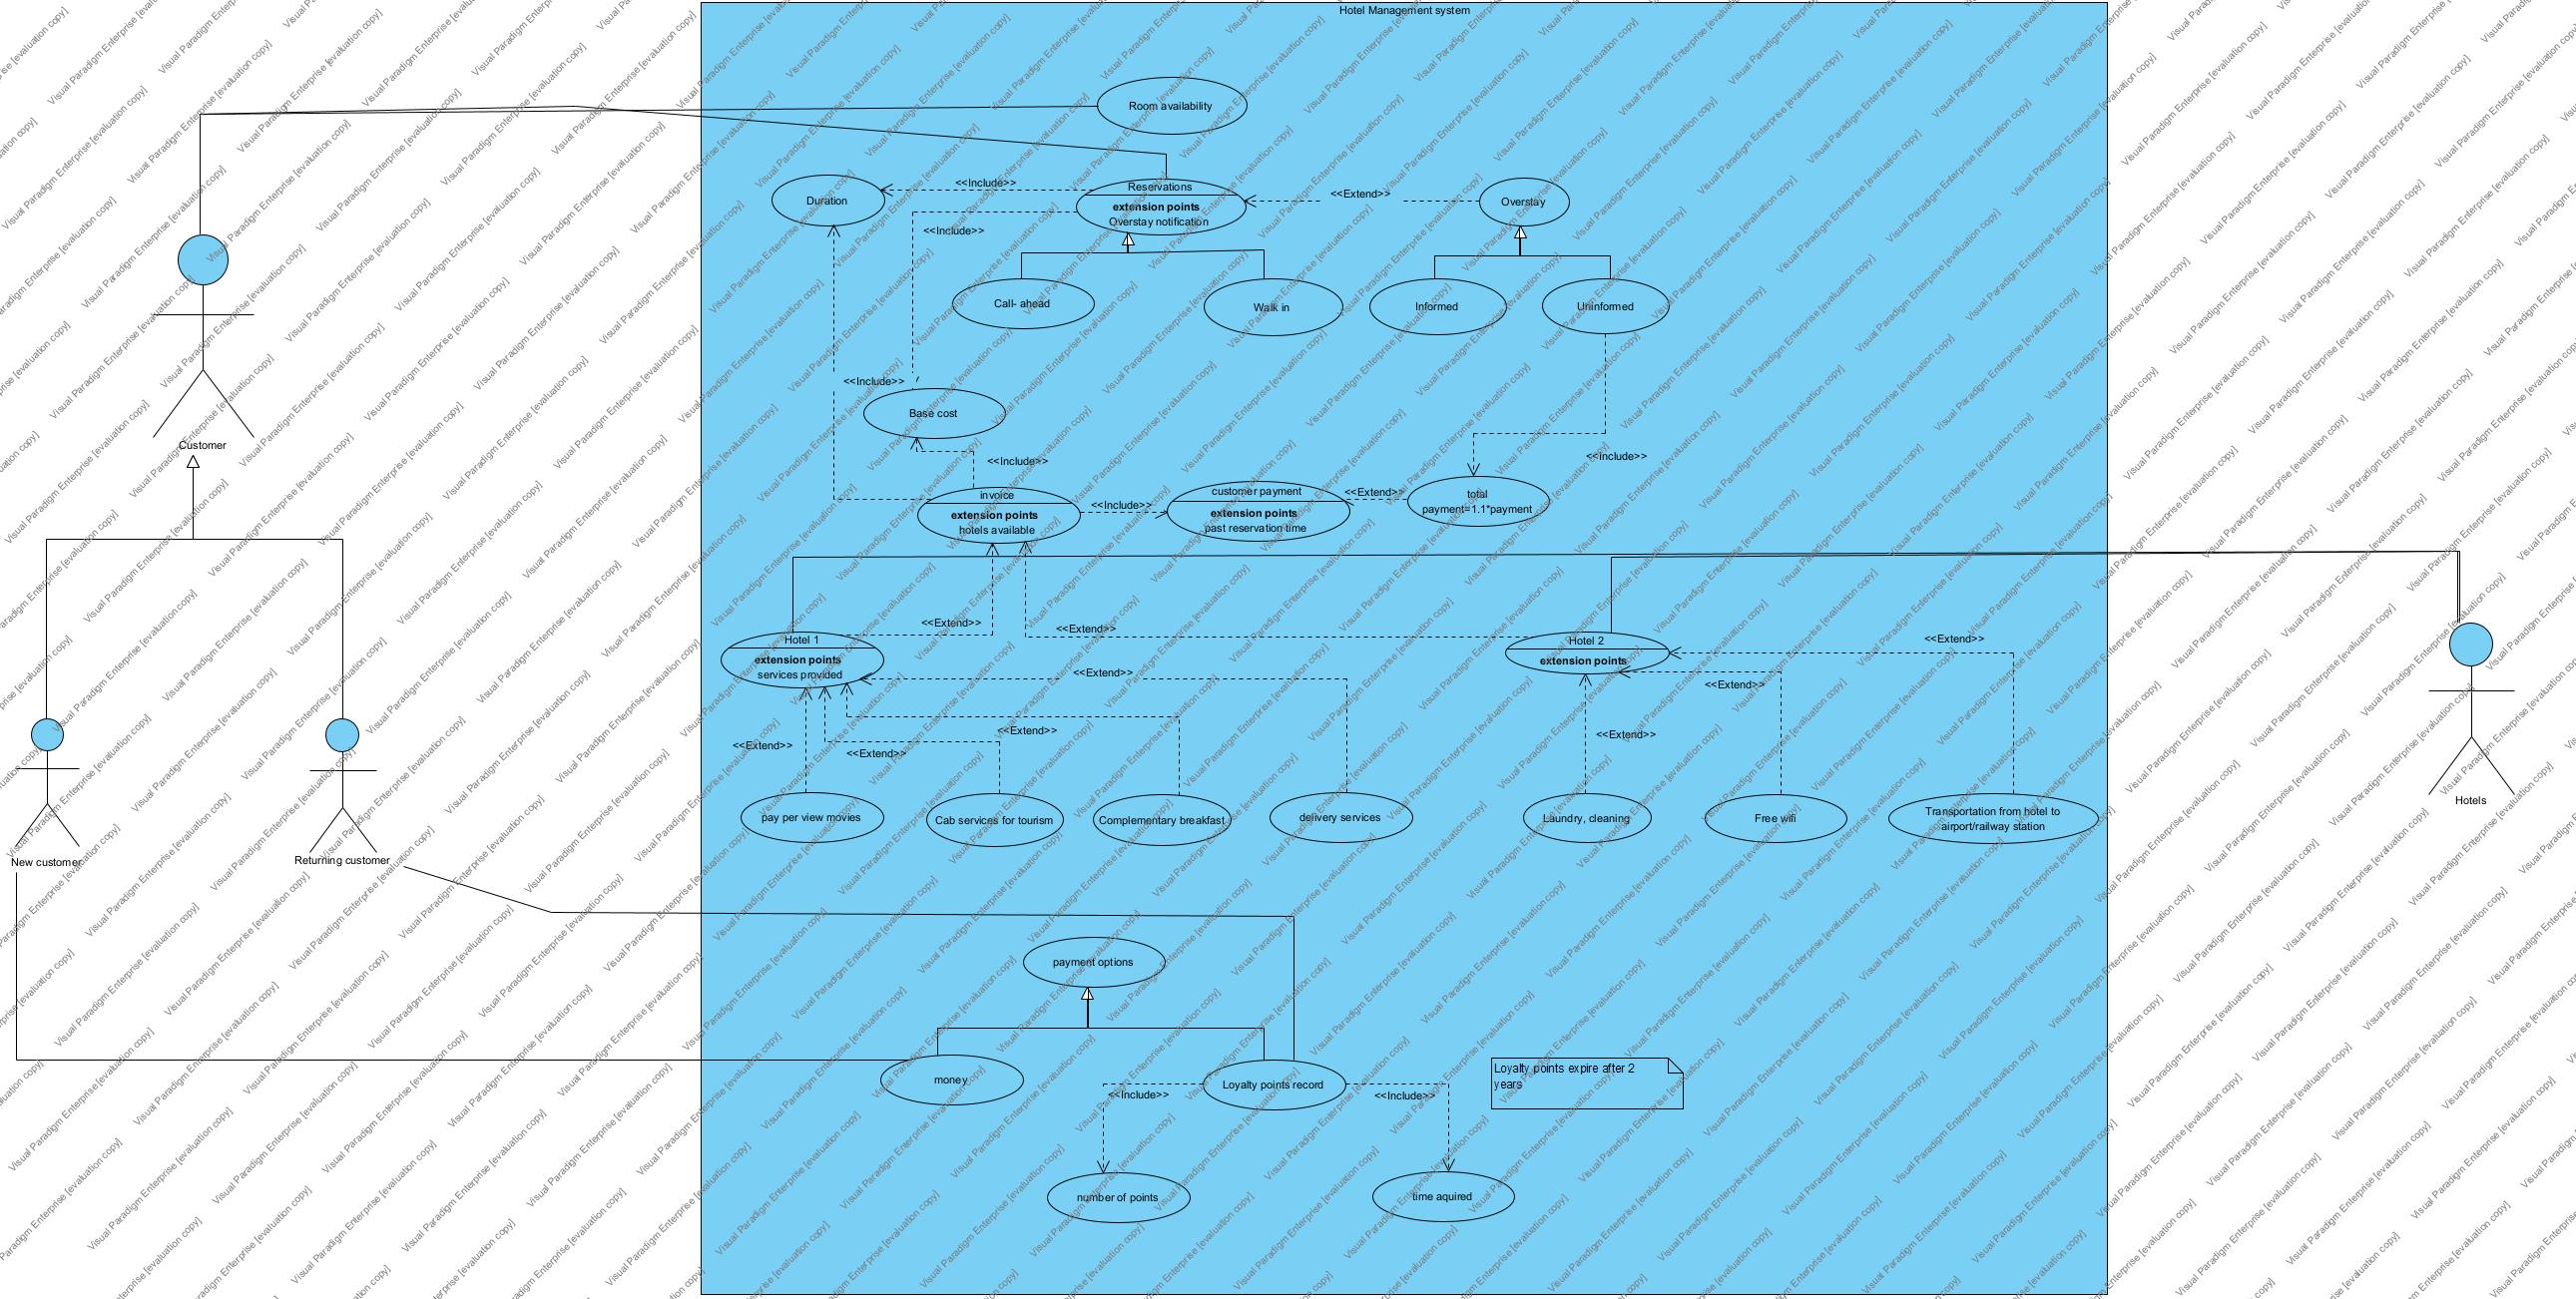 Hotel Management system
Room availability
Duration
<<Include>>
Reservations
extension points
Overstay notification
<<Extend>>
Overstay
<<Include>>
Call- ahead
Walk in
Informed
Uninformed
<<Include>>
Base cost
Customer
<<Include>>
<<Include>>
invoice
extension points
hotels available
<<Include>>
customer payment
extension points
past reservation time
<<Extend>>
total
payment=1.1*payment
<<Extend>>
<<Extend>>
Hotel 1
extension points
services provided
Hotel 2
extension points
<<Extend>>
<<Extend>>
<<Extend>>
<<Extend>>
<<Extend>>
<<Extend>>
<<Extend>>
pay per view movies
Cab services for tourism
Complementary breakfast
delivery services
Laundry, cleaning
Free wifi
Transportation from hotel to
airport/railway station
Hotels
New customer
Returning customer
payment options
money
Loyalty points record
Loyalty points expire after 2
years
<<Include>>
<<Include>>
number of points
time aquired
Visual Paradigm Enterprise [evaluation copy]